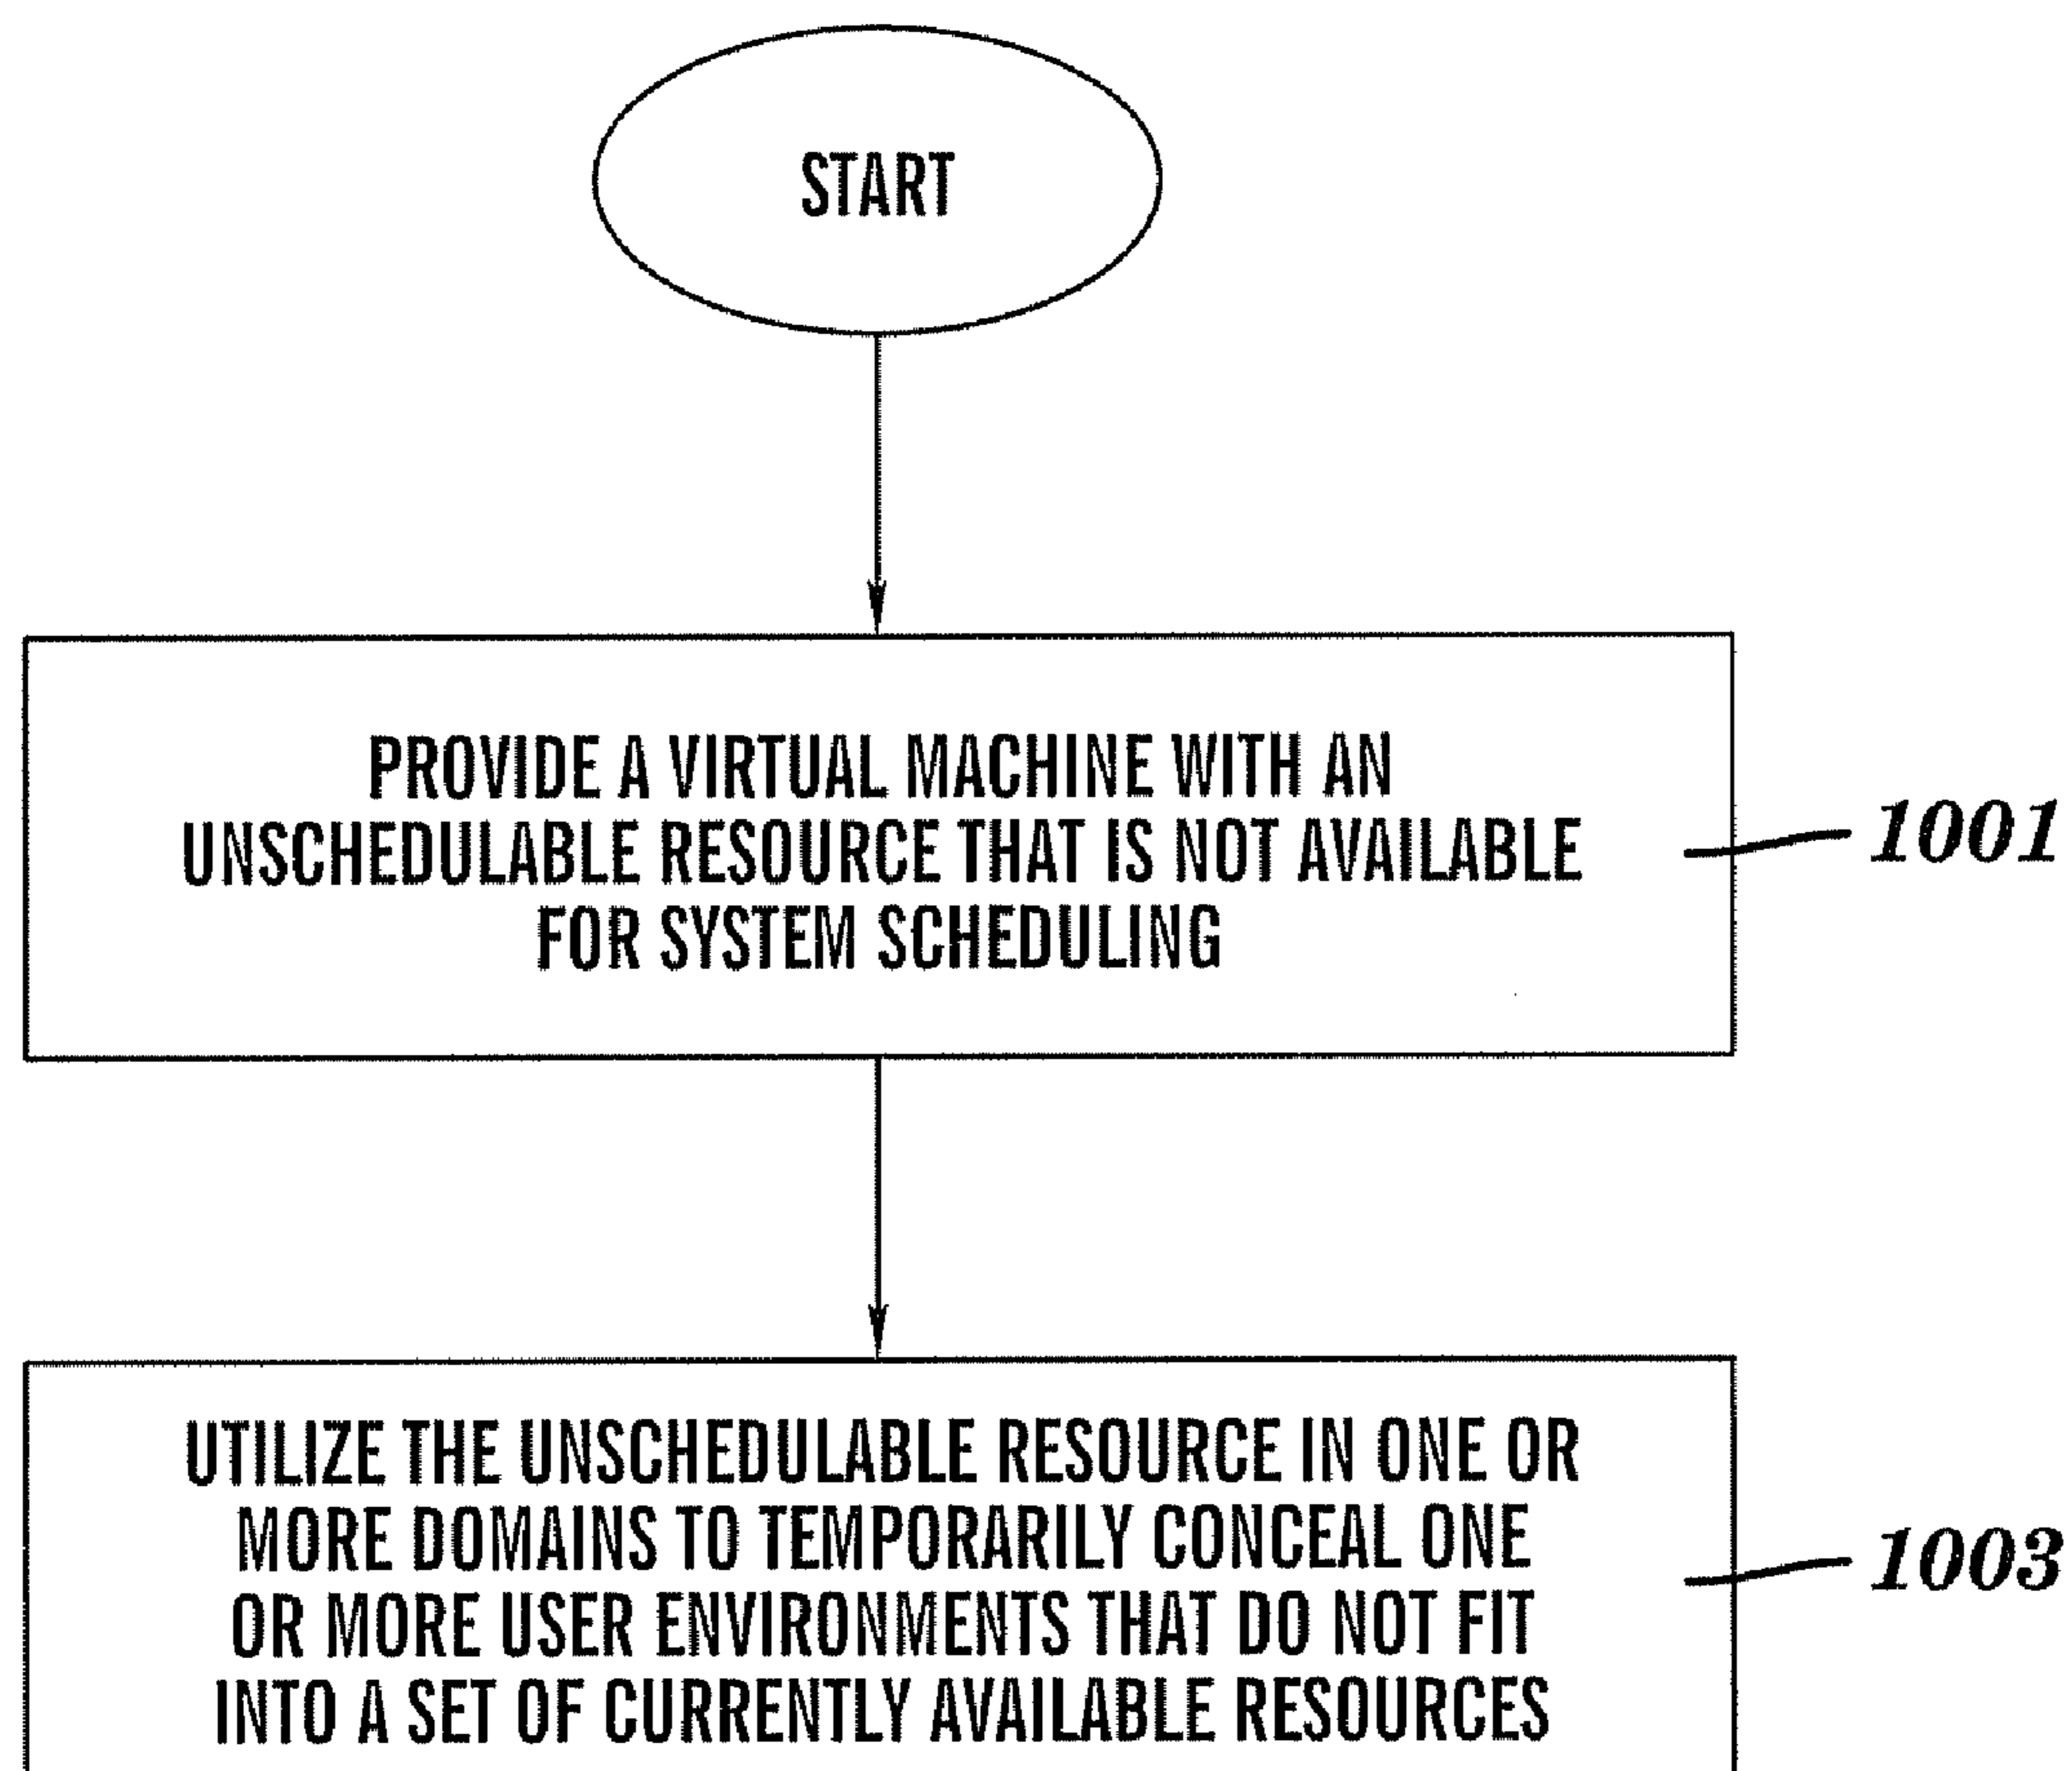 START
PROVIDE A VIRTUAL MACHINE WITH AN
UNSCHEDULABLE RESOURCE THAT IS NOT AVAILABLE
FOR SYSTEM SCHEDULING
1001
UTILIZE THE UNSCHEDULABLE RESOURCE IN ONE OR
MORE DOMAINS TO TEMPORARILY CONCEAL ONE
OR MORE USER ENVIRONMENTS THAT DO NOT FIT
INTO A SET OF CURRENTLY AVAILABLE RESOURCES
1003